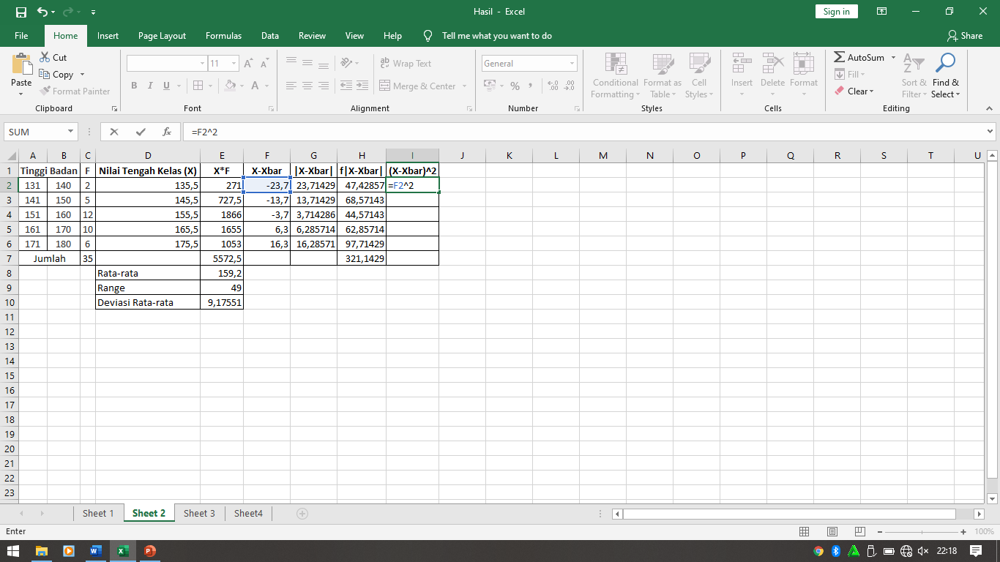 Hasil - Excel
Sign in
File Home Insert Page Layout Formulas Data Review View Help Tell me what you want to do Share
Paste Cut Copy Format Painter Clipboard
11 A A B I U A Font
ab Wrap Text Merge & Center Alignment
General % , .00 .00 Number
Conditional Formatting Format as Table Cell Styles Styles
Insert Delete Format Cells
AutoSum Fill Clear Sort & Filter Find & Select Editing
SUM fx =F2^2
A B C D E F G H I J K L M N O P Q R S T U
1 Tinggi Badan F Nilai Tengah Kelas (X) X*F X-Xbar |X-Xbar| f|X-Xbar| (X-Xbar)^2
2 131 140 2 135,5 271 -23,7 23,71429 47,42857 =F2^2
3 141 150 5 145,5 727,5 -13,7 13,71429 68,57143
4 151 160 12 155,5 1866 -3,7 3,714286 44,57143
5 161 170 10 165,5 1655 6,3 6,285714 62,85714
6 171 180 6 175,5 1053 16,3 16,28571 97,71429
7 Jumlah 35 5572,5 321,1429
8 Rata-rata 159,2
9 Range 49
10 Deviasi Rata-rata 9,17551
11
12
13
14
15
16
17
18
19
20
21
22
23
Sheet 1 Sheet 2 Sheet 3 Sheet4
Enter 100%
22:18